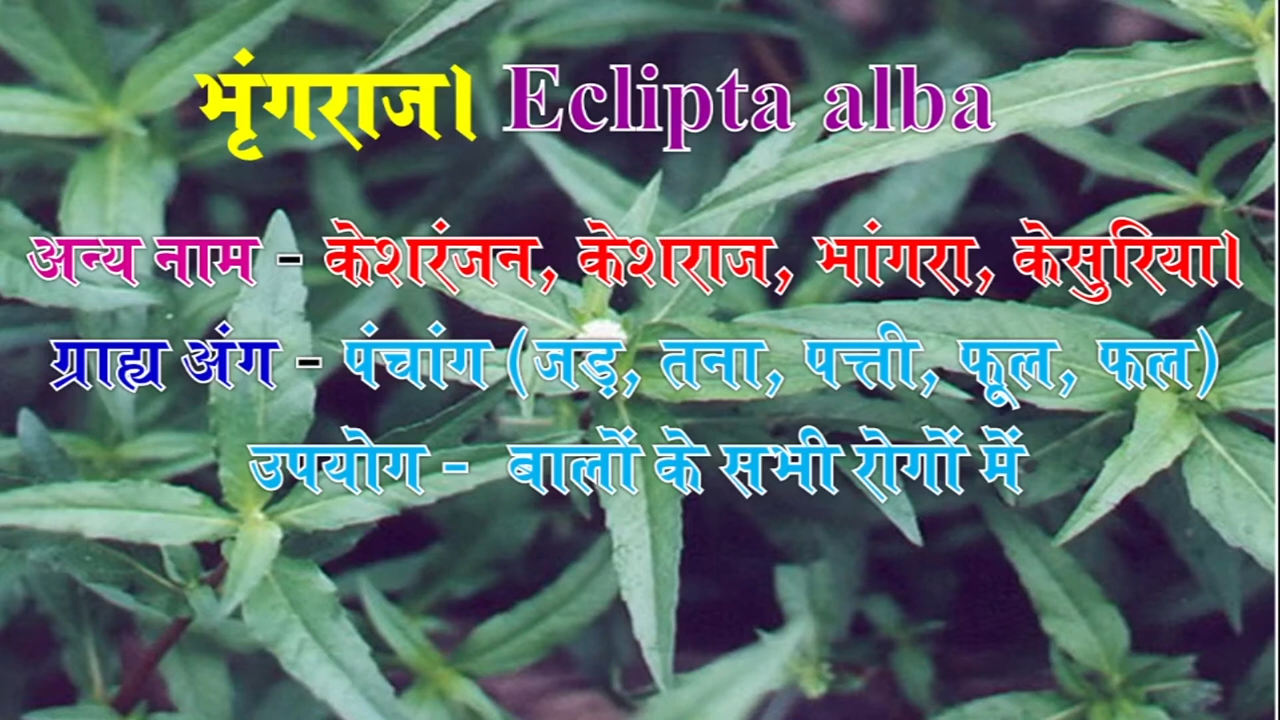 भृंगराज। Eclipta alba
अन्य नाम - केशरंजन, केशराज, भांगरा, केसुरिया।
ग्राह्य अंग - पंचांग (जड़, तना, पत्ती, फूल, फल)
उपयोग - बालों के सभी रोगों में